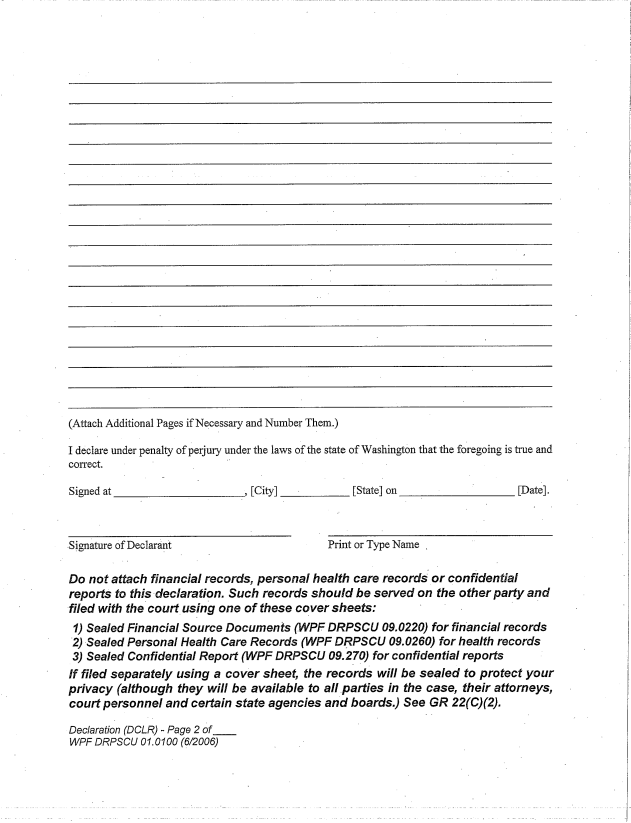 (Attach Additional Pages if Necessary and Number Them.)
I declare under penalty of perjury under the laws of the state of Washington that the foregoing is true and
correct.
Signed at ______________________, [City] ____________ [State] on ____________________ [Date].
Signature of Declarant Print or Type Name
Do not attach financial records, personal health care records or confidential
reports to this declaration. Such records should be served on the other party and
filed with the court using one of these cover sheets:
1) Sealed Financial Source Documents (WPF DRPSCU 09.0220) for financial records
2) Sealed Personal Health Care Records (WPF DRPSCU 09.0260) for health records
3) Sealed Confidential Report (WPF DRPSCU 09.270) for confidential reports
If filed separately using a cover sheet, the records will be sealed to protect your
privacy (although they will be available to all parties in the case, their attorneys,
court personnel and certain state agencies and boards.) See GR 22(C)(2).
Declaration (DCLR) - Page 2 of ____
WPF DRPSCU 01.0100 (6/2006)